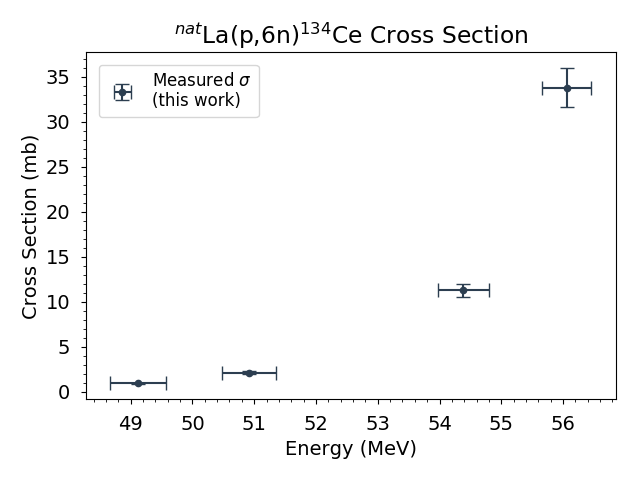 ⁿᵃᵗLa(p,6n)¹³⁴Ce Cross Section
Measured σ
(this work)
35
30
25
20
15
10
5
0
Cross Section (mb)
49 50 51 52 53 54 55 56
Energy (MeV)